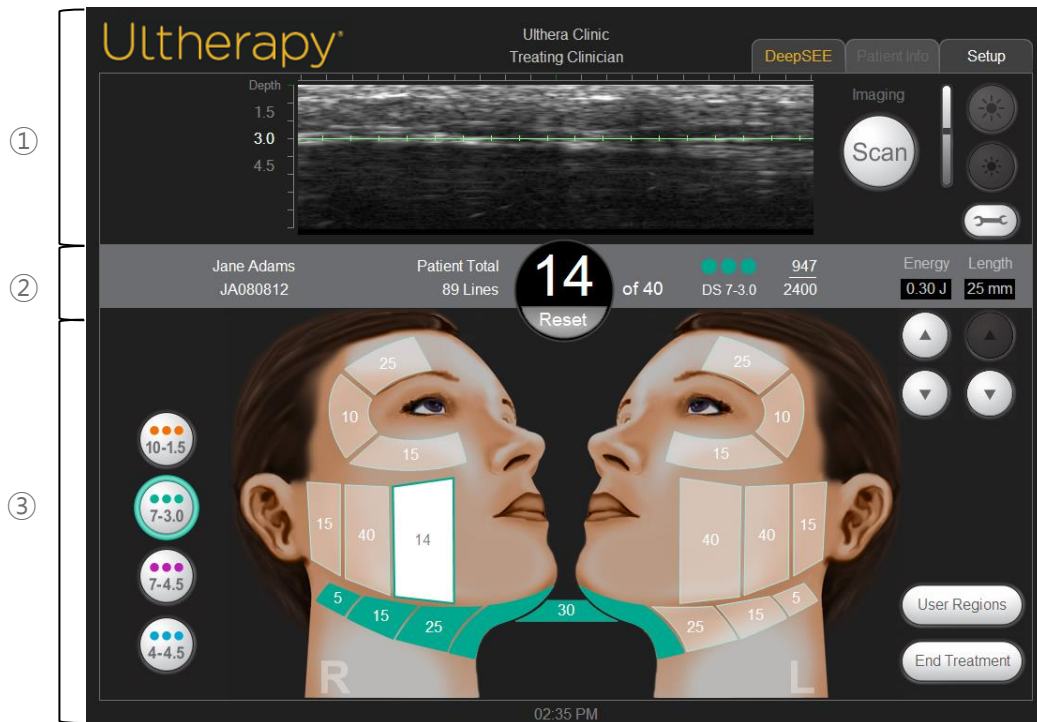 Ultherapy
Ulthera Clinic
Treating Clinician
DeepSEE
Patient Info
Setup
①
Depth
1.5
3.0
4.5
Imaging
Scan
②
Jane Adams
JA080812
Patient Total
89 Lines
14
Reset
of 40
DS 7-3.0
947
2400
Energy
0.30 J
Length
25 mm
③
10-1.5
7-3.0
7-4.5
4-4.5
25
10
15
15
40
14
5
15
25
30
25
10
15
40
40
15
25
15
5
R
L
User Regions
End Treatment
02:35 PM